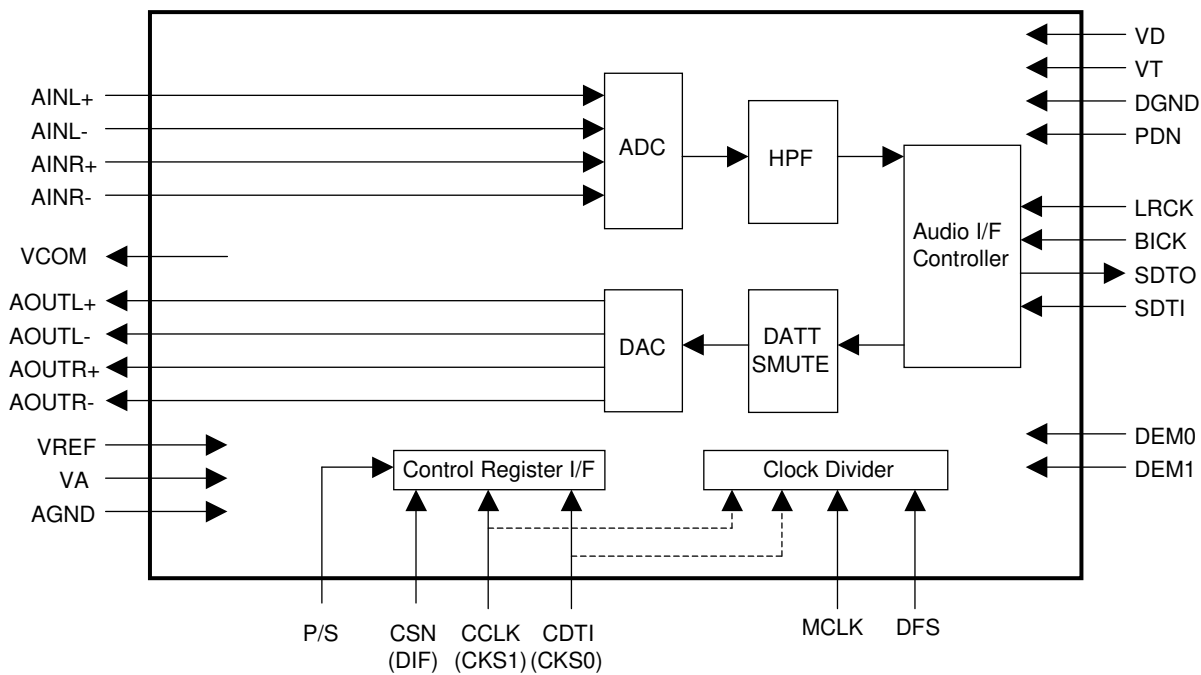 VD
VT
DGND
PDN
AINL+
AINL-
AINR+
AINR-
ADC
HPF
Audio I/F
Controller
LRCK
BICK
SDTO
SDTI
VCOM
AOUTL+
AOUTL-
AOUTR+
AOUTR-
DAC
DATT
SMUTE
VREF
VA
AGND
DEM0
DEM1
Control Register I/F
Clock Divider
P/S
CSN
(DIF)
CCLK
(CKS1)
CDTI
(CKS0)
MCLK
DFS